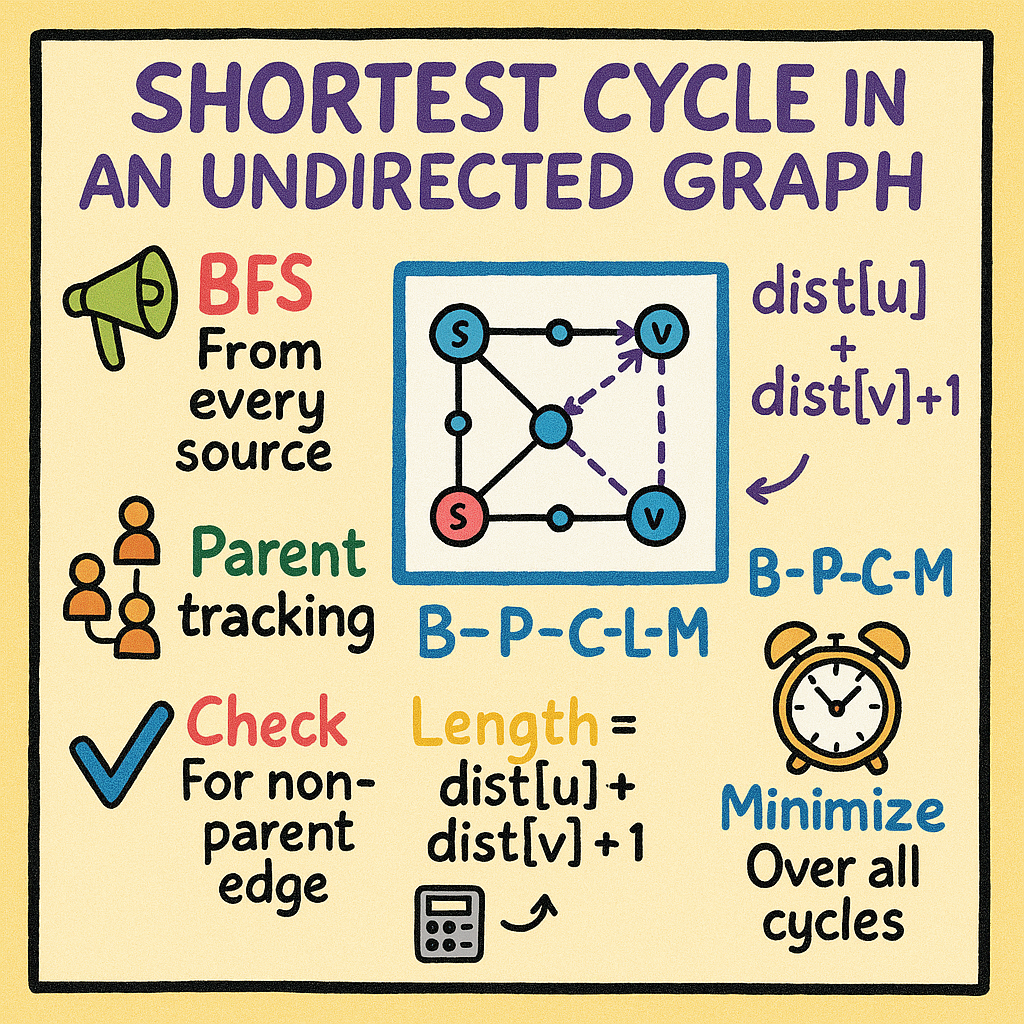 SHORTEST CYCLE IN
AN UNDIRECTED GRAPH
BFS
From
every
source
S
V
S
V
dist[u]
+
dist[v]+1
Parent
tracking
B-P-C-L-M
B-P-C-M
Check
For non-
parent
edge
Length =
dist[u]+
dist[v]+1
Minimize
Over all
cycles